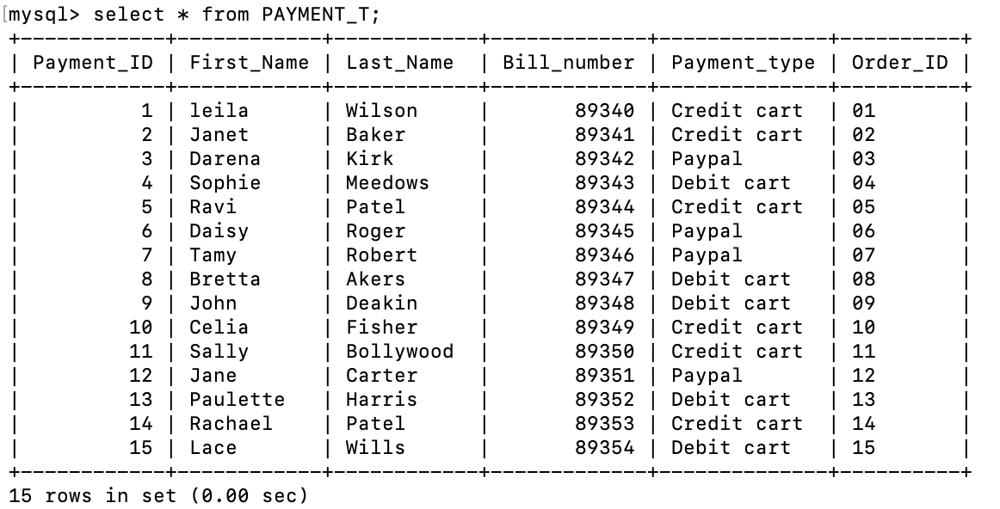 [mysql> select * from PAYMENT_T;
+-------------+------------+------------+-------------+--------------+----------+
| Payment_ID | First_Name | Last_Name | Bill_number | Payment_type | Order_ID |
+-------------+------------+------------+-------------+--------------+----------+
| 1 | leila | Wilson | 89340 | Credit cart | 01 |
| 2 | Janet | Baker | 89341 | Credit cart | 02 |
| 3 | Darena | Kirk | 89342 | Paypal | 03 |
| 4 | Sophie | Meedows | 89343 | Debit cart | 04 |
| 5 | Ravi | Patel | 89344 | Credit cart | 05 |
| 6 | Daisy | Roger | 89345 | Paypal | 06 |
| 7 | Tamy | Robert | 89346 | Paypal | 07 |
| 8 | Bretta | Akers | 89347 | Debit cart | 08 |
| 9 | John | Deakin | 89348 | Debit cart | 09 |
| 10 | Celia | Fisher | 89349 | Credit cart | 10 |
| 11 | Sally | Bollywood | 89350 | Credit cart | 11 |
| 12 | Jane | Carter | 89351 | Paypal | 12 |
| 13 | Paulette | Harris | 89352 | Debit cart | 13 |
| 14 | Rachael | Patel | 89353 | Credit cart | 14 |
| 15 | Lace | Wills | 89354 | Debit cart | 15 |
+-------------+------------+------------+-------------+--------------+----------+
15 rows in set (0.00 sec)